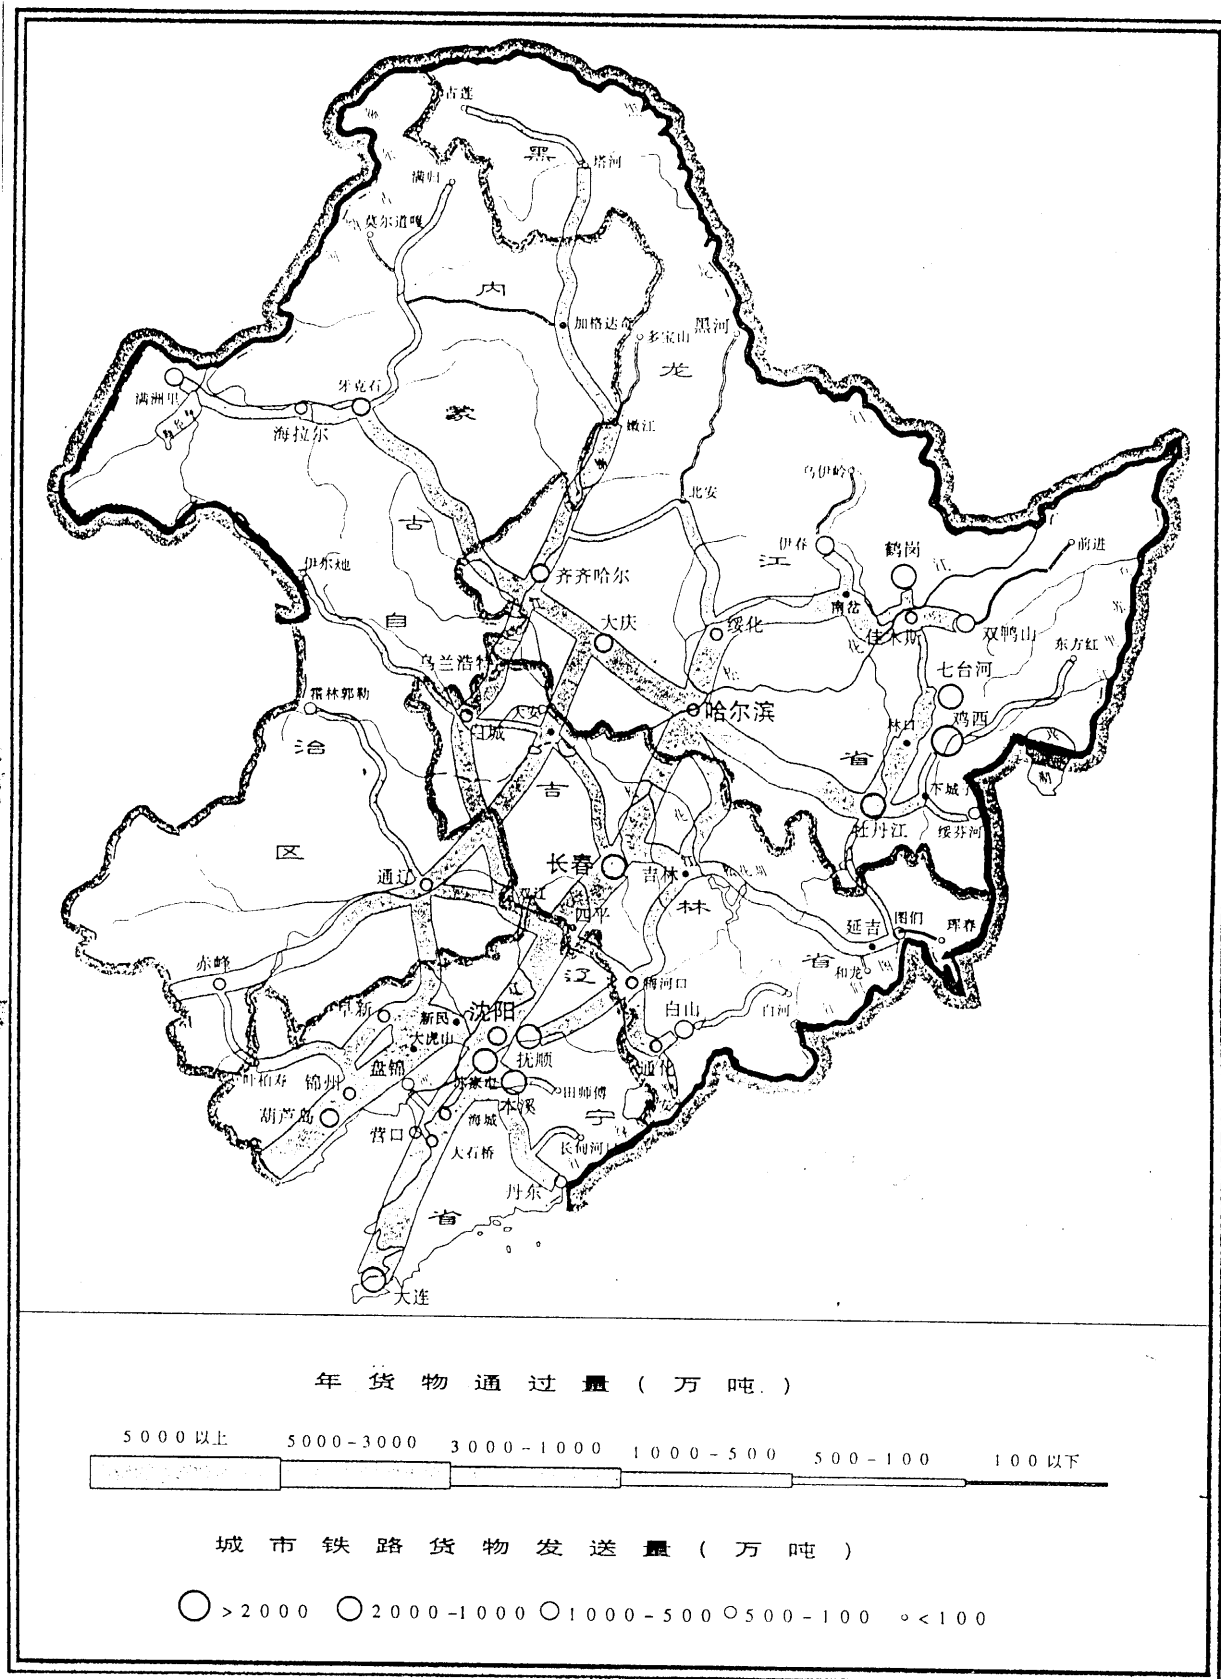 古莲
黑
塔河
满归
莫尔道嘎
内
加格达奇
多宝山
黑河
龙
满洲里
牙克石
蒙
海拉尔
嫩江
乌伊岭
北安
古
伊春
鹤岗
前进
江
伊尔施
齐齐哈尔
自
南岔
大庆
绥化
佳木斯
双鸭山
东方红
乌兰浩特
七台河
霍林郭勒
大安
哈尔滨
鸡西
白城
林口
治
省
吉
下城子
牡丹江
绥芬河
区
长春
吉林
通辽
双辽
林
四平
延吉
图们
珲春
省
和龙
赤峰
辽
梅河口
阜新
新民
沈阳
白山
白河
大虎山
抚顺
盘锦
苏家屯
通化
叶柏寿
锦州
本溪
田师傅
葫芦岛
海城
宁
营口
大石桥
长甸河口
丹东
省
大连
年货物通过量(万吨)
5000以上 5000-3000 3000-1000 1000-500 500-100 100以下
城市铁路货物发送量(万吨)
>2000 2000-1000 1000-500 500-100 <100